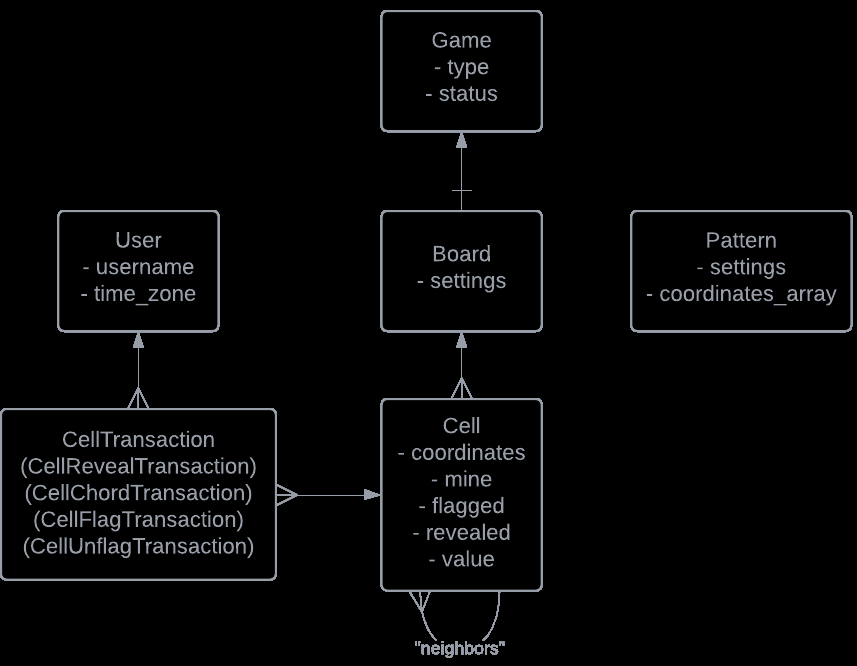 Game
- type
- status
User
- username
- time_zone
Board
- settings
Pattern
- settings
- coordinates_array
CellTransaction
(CellRevealTransaction)
(CellChordTransaction)
(CellFlagTransaction)
(CellUnflagTransaction)
Cell
- coordinates
- mine
- flagged
- revealed
- value
"neighbors"